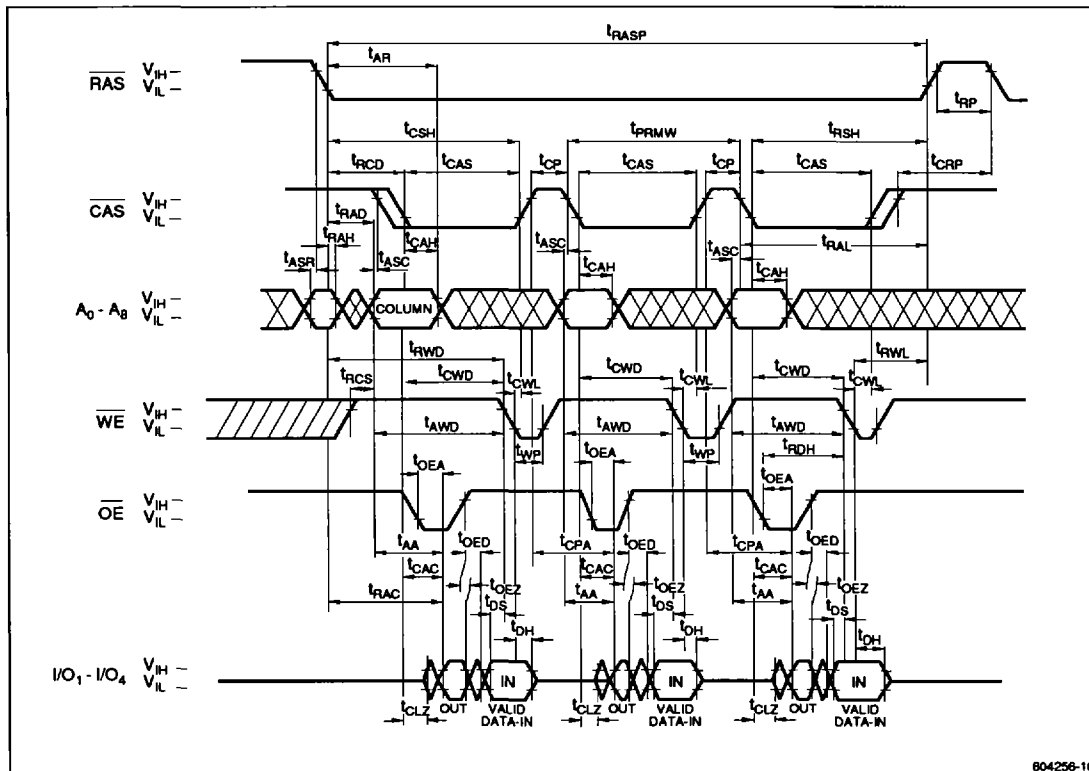 tRASP
tAR
RAS VIH
VIL
tRP
tCSH tPRMW tRSH
tRCD tCAS tCP tCAS tCP tCAS tCRP
CAS VIH
VIL
tRAD
tRAH tCAH tRAL
tASR tASC tASC tCAH tASC tCAH
A0 - A8 VIH
VIL
COLUMN
tRWD tRWL
tRCS tCWD tCWL tCWD tCWL tCWD tCWL
WE VIH
VIL
tAWD tAWD tAWD
tWP tWP tRDH
tOEA tOEA tOEA
OE VIH
VIL
tAA tOED tCPA tOED tCPA tOED
tCAC tOEZ tCAC tOEZ tCAC tOEZ
tRAC tDS tAA tDS tAA tDS
tDH tDH tDH
I/O1 - I/O4 VIH
VIL
IN IN IN
tCLZ OUT VALID DATA-IN tCLZ OUT VALID DATA-IN tCLZ OUT VALID DATA-IN